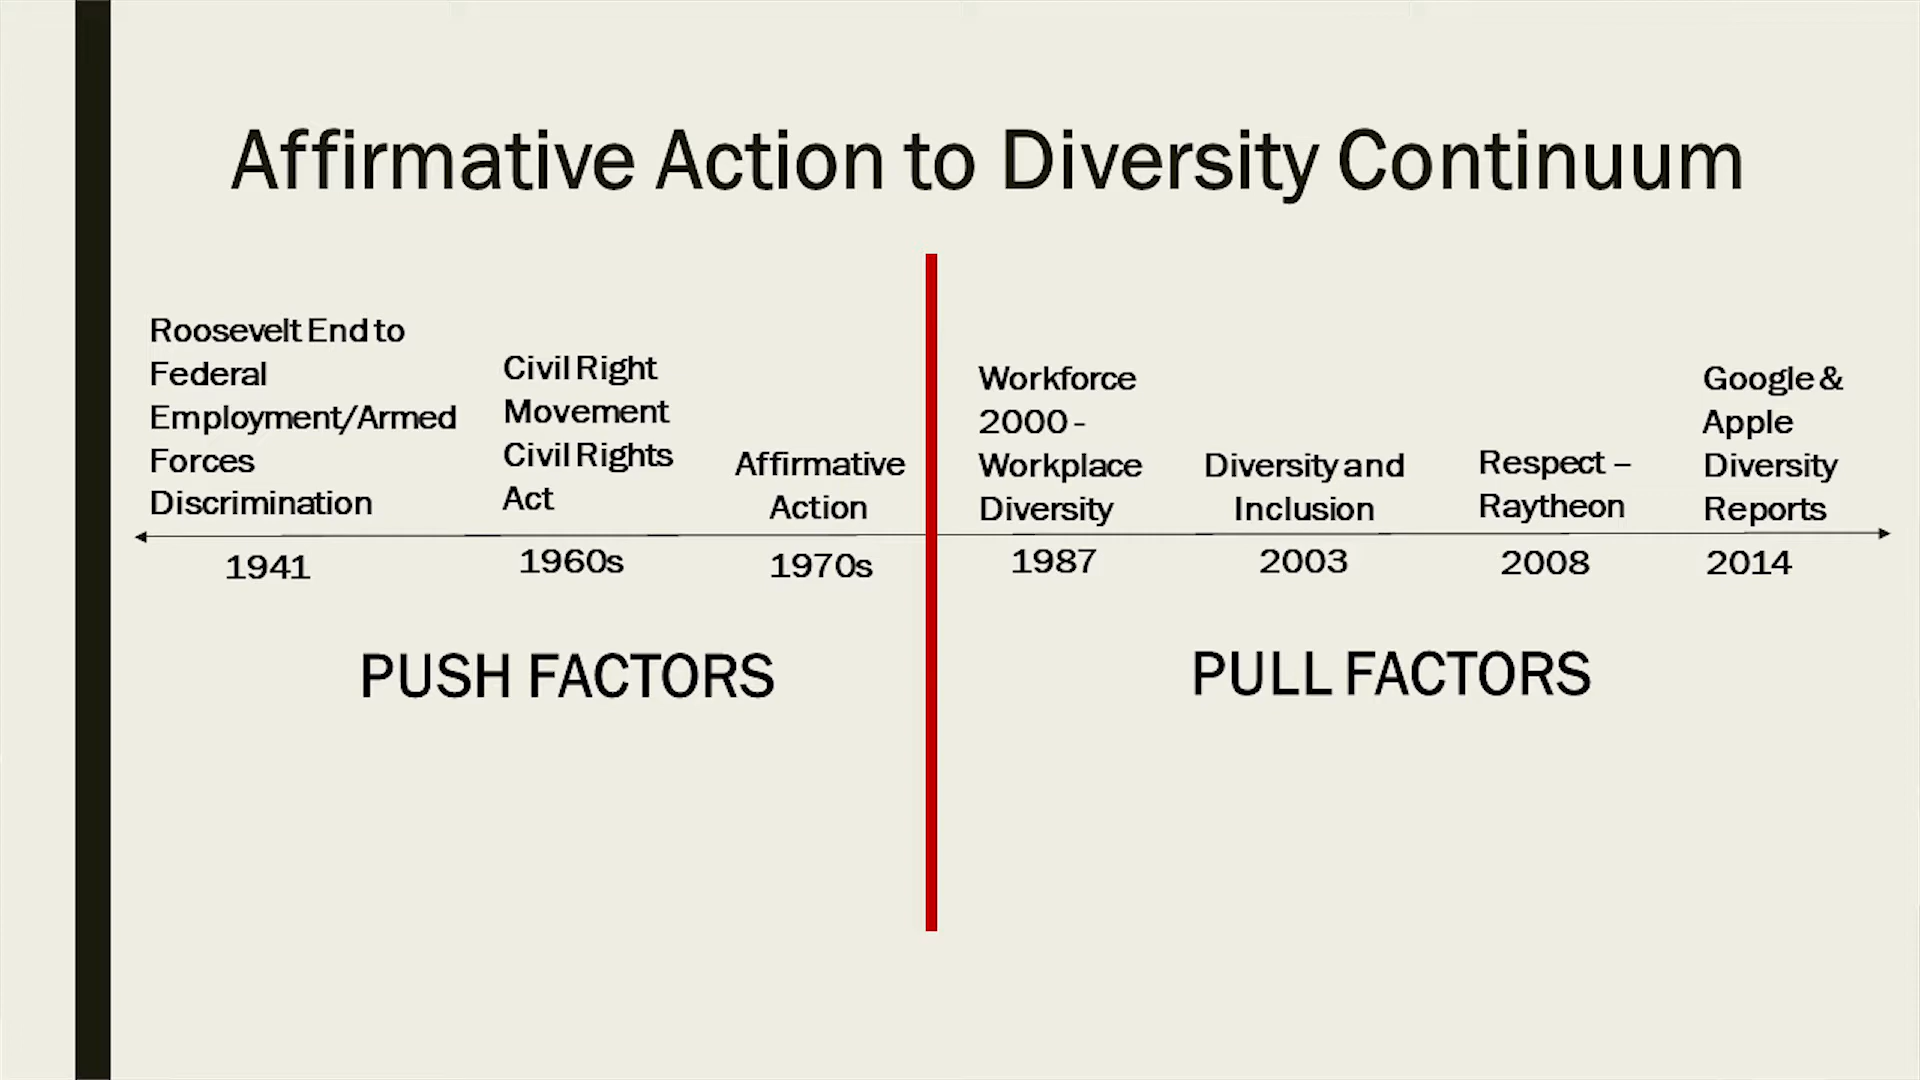 Affirmative Action to Diversity Continuum
Roosevelt End to
Federal
Employment/Armed
Forces
Discrimination
1941
Civil Right
Movement
Civil Rights
Act
1960s
Affirmative
Action
1970s
Workforce
2000 -
Workplace
Diversity
1987
Diversity and
Inclusion
2003
Respect –
Raytheon
2008
Google &
Apple
Diversity
Reports
2014
PUSH FACTORS
PULL FACTORS